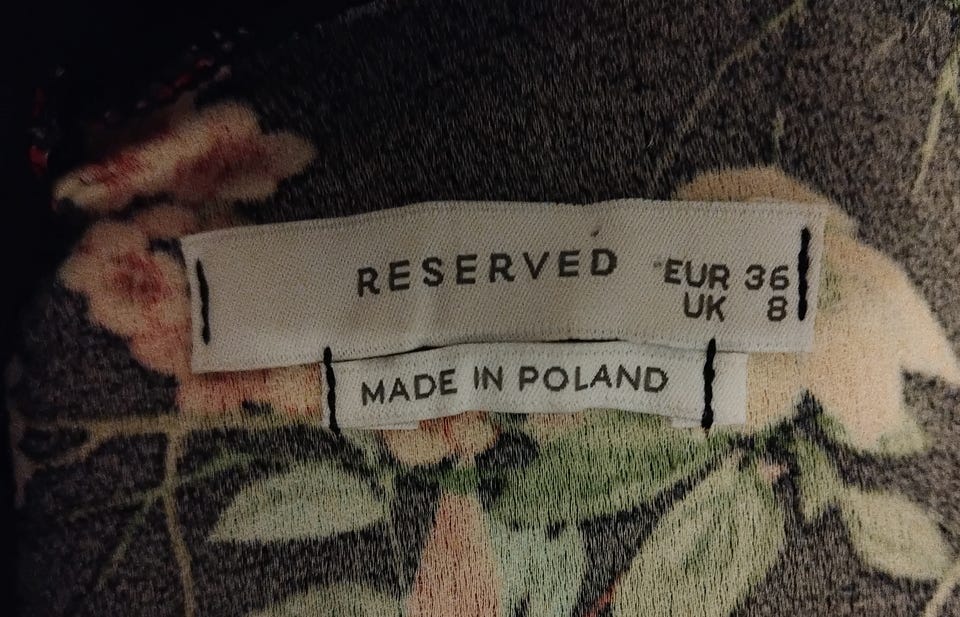 RESERVED
EUR 36
UK 8
MADE IN POLAND